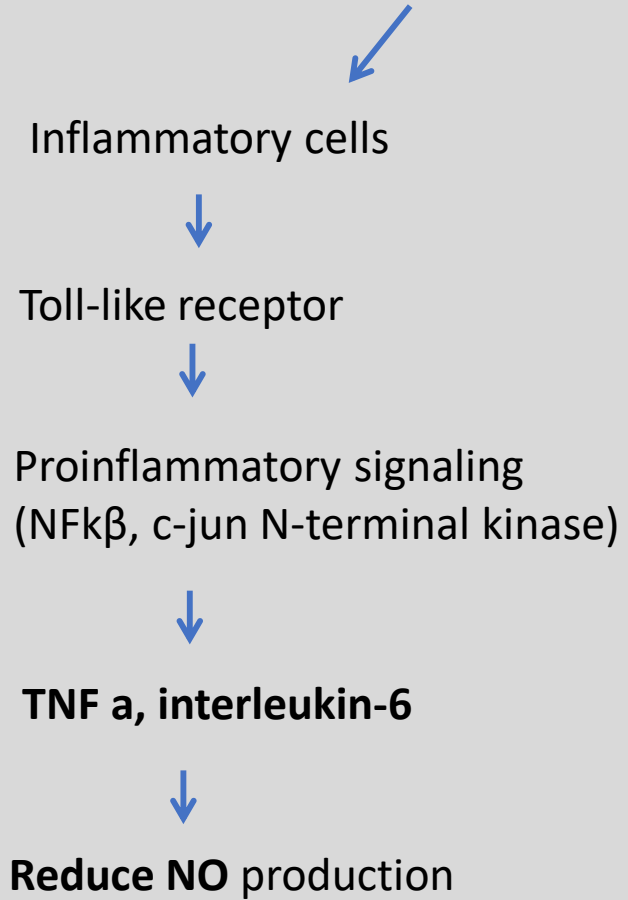 Inflammatory cells
Toll-like receptor
Proinflammatory signaling
(NFkβ, c-jun N-terminal kinase)
TNF a, interleukin-6
Reduce NO production